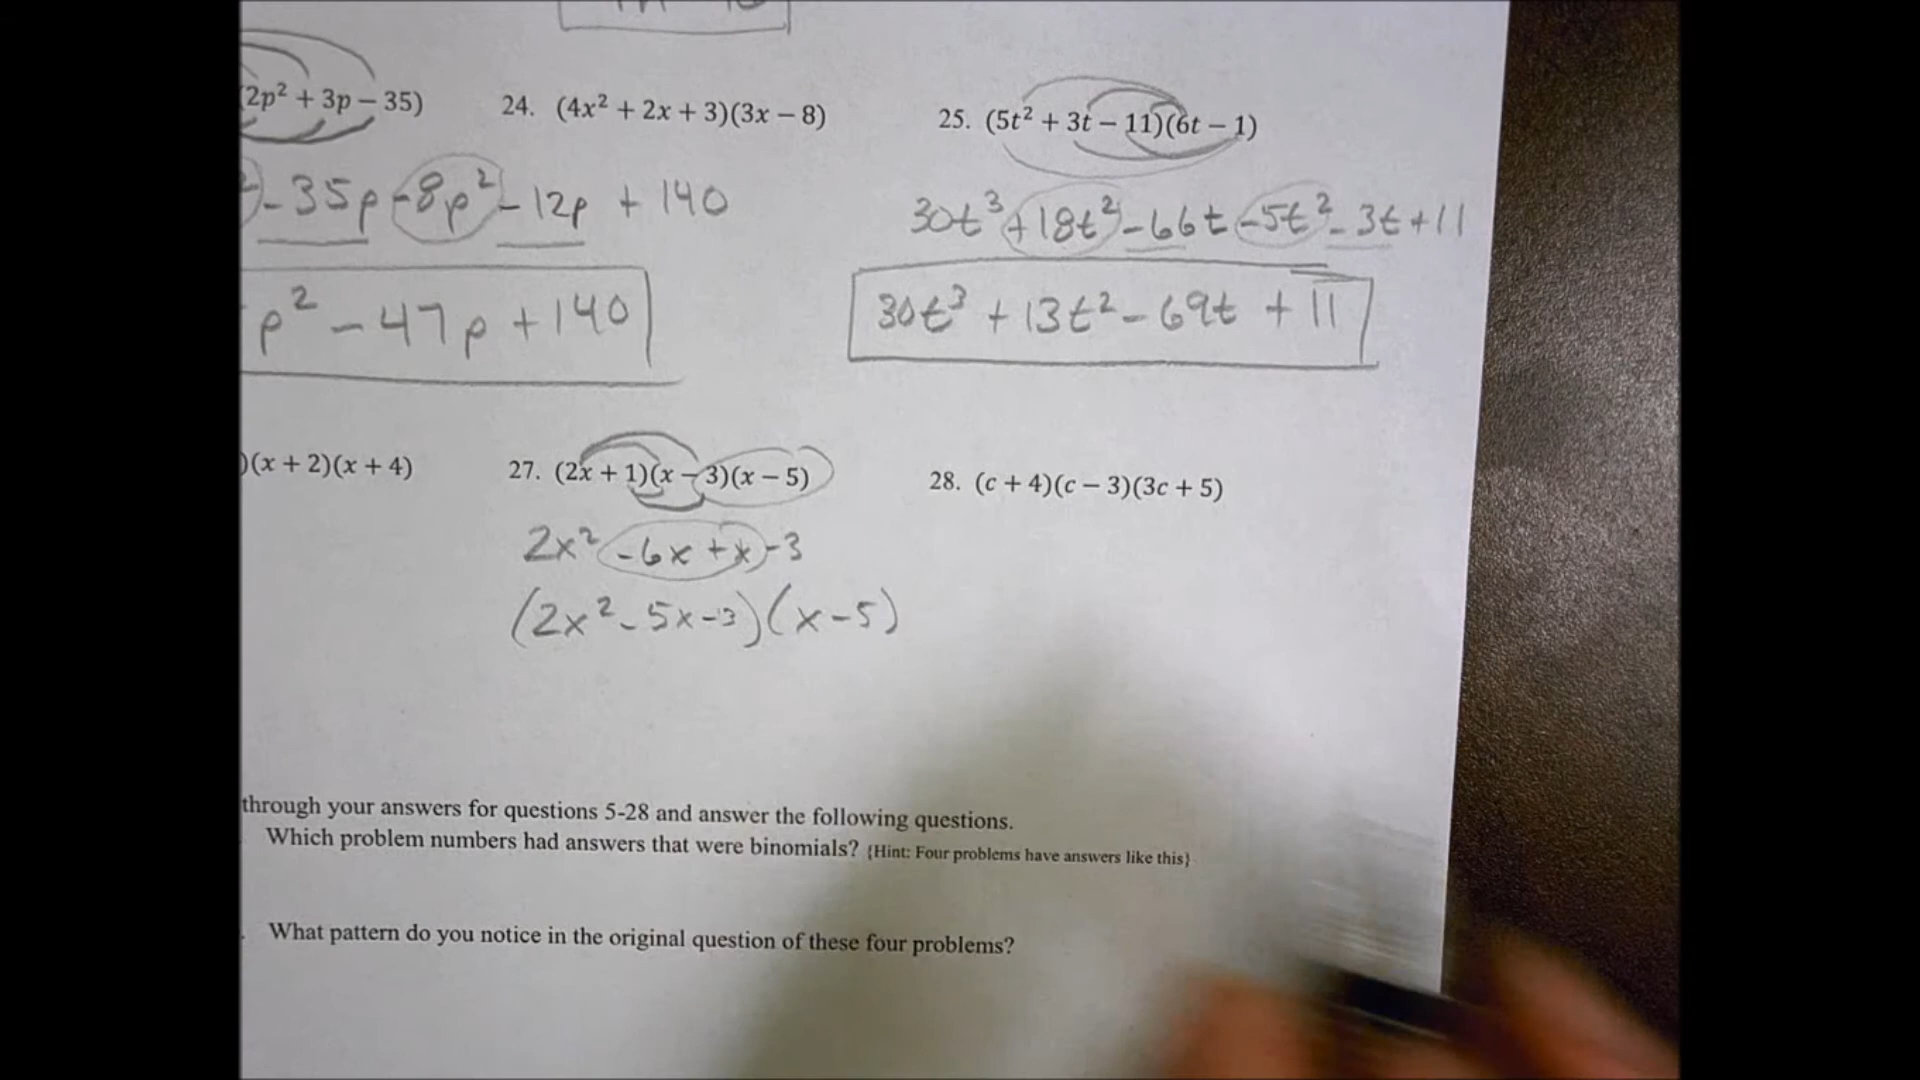 2p² + 3p − 35)
24. (4x² + 2x + 3)(3x − 8)
25. (5t² + 3t − 11)(6t − 1)
- 35p - 8p² - 12p + 140
30t³ + 18t² - 66t - 5t² - 3t + 11
p² - 47p + 140
30t³ + 13t² - 69t + 11
)(x + 2)(x + 4)
27. (2x + 1)(x − 3)(x − 5)
28. (c + 4)(c − 3)(3c + 5)
2x² - 6x + x - 3
(2x² - 5x - 3)(x - 5)
through your answers for questions 5-28 and answer the following questions.
Which problem numbers had answers that were binomials? {Hint: Four problems have answers like this}
What pattern do you notice in the original question of these four problems?